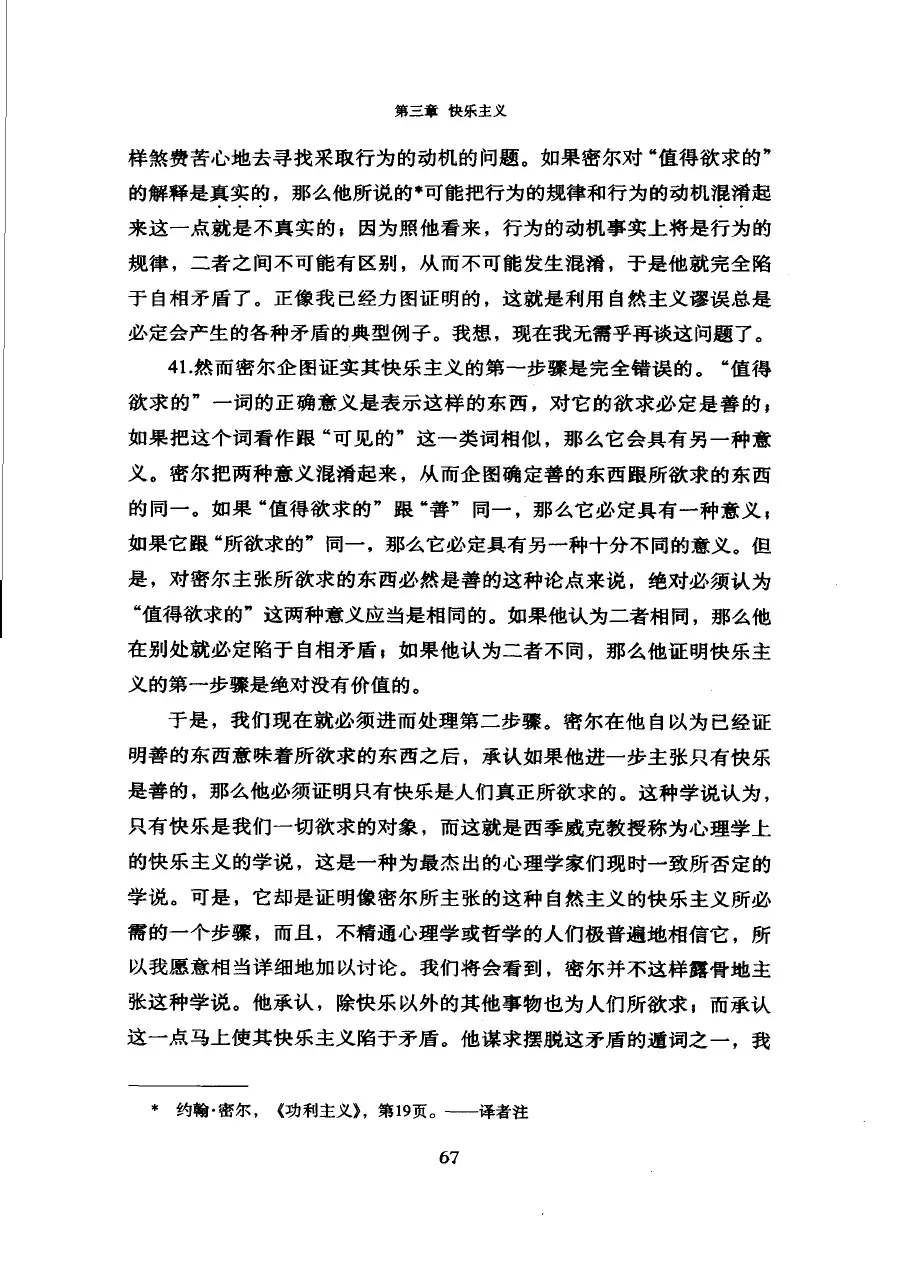 第三章 快乐主义
样煞费苦心地去寻找采取行为的动机的问题。如果密尔对“值得欲求的”
的解释是真实的，那么他所说的*可能把行为的规律和行为的动机混淆起
来这一点就是不真实的；因为照他看来，行为的动机事实上将是行为的
规律，二者之间不可能有区别，从而不可能发生混淆，于是他就完全陷
于自相矛盾了。正像我已经力图证明的，这就是利用自然主义谬误总是
必定会产生的各种矛盾的典型例子。我想，现在我无需乎再谈这问题了。
41.然而密尔企图证实其快乐主义的第一步骤是完全错误的。“值得
欲求的”一词的正确意义是表示这样的东西，对它的欲求必定是善的；
如果把这个词看作跟“可见的”这一类词相似，那么它会具有另一种意
义。密尔把两种意义混淆起来，从而企图确定善的东西跟所欲求的东西
的同一。如果“值得欲求的”跟“善”同一，那么它必定具有一种意义；
如果它跟“所欲求的”同一，那么它必定具有另一种十分不同的意义。但
是，对密尔主张所欲求的东西必然是善的这种论点来说，绝对必须认为
“值得欲求的”这两种意义应当是相同的。如果他认为二者相同，那么他
在别处就必定陷于自相矛盾；如果他认为二者不同，那么他证明快乐主
义的第一步骤是绝对没有价值的。
于是，我们现在就必须进而处理第二步骤。密尔在他自以为已经证
明善的东西意味着所欲求的东西之后，承认如果他进一步主张只有快乐
是善的，那么他必须证明只有快乐是人们真正所欲求的。这种学说认为，
只有快乐是我们一切欲求的对象，而这就是西季威克教授称为心理学上
的快乐主义的学说，这是一种为最杰出的心理学家们现时一致所否定的
学说。可是，它却是证明像密尔所主张的这种自然主义的快乐主义所必
需的一个步骤，而且，不精通心理学或哲学的人们极普遍地相信它，所
以我愿意相当详细地加以讨论。我们将会看到，密尔并不这样露骨地主
张这种学说。他承认，除快乐以外的其他事物也为人们所欲求；而承认
这一点马上使其快乐主义陷于矛盾。他谋求摆脱这矛盾的遁词之一，我
* 约翰·密尔，《功利主义》，第19页。——译者注
67